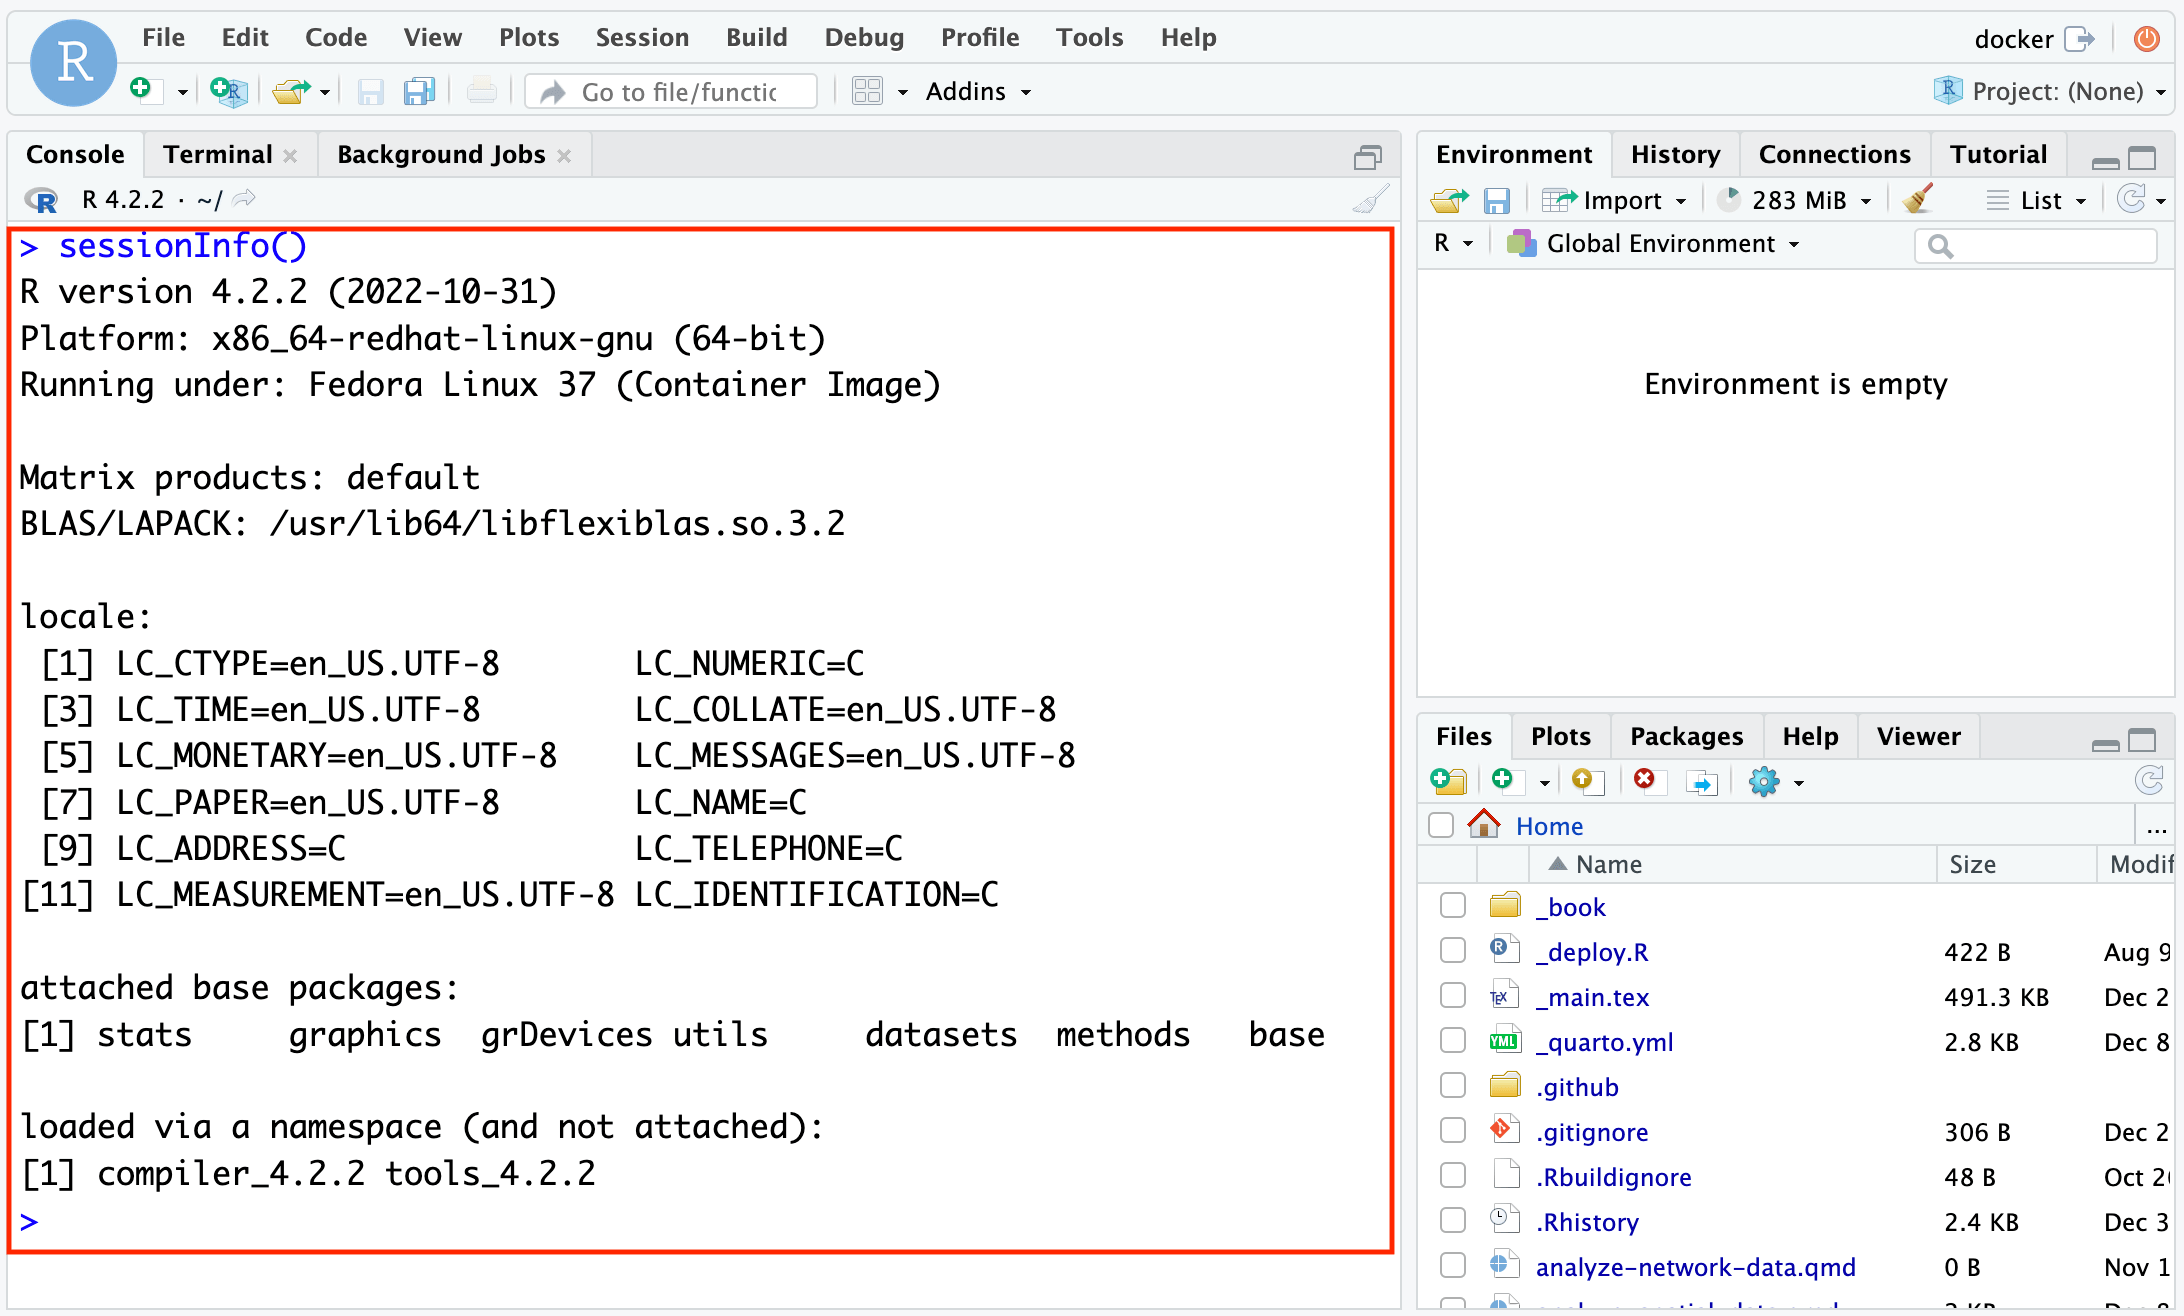 File Edit Code View Plots Session Build Debug Profile Tools Help docker
Go to file/functic Addins Project: (None)
Console Terminal Background Jobs
R 4.2.2 · ~/
> sessionInfo()
R version 4.2.2 (2022-10-31)
Platform: x86_64-redhat-linux-gnu (64-bit)
Running under: Fedora Linux 37 (Container Image)
Matrix products: default
BLAS/LAPACK: /usr/lib64/libflexiblas.so.3.2
locale:
[1] LC_CTYPE=en_US.UTF-8 LC_NUMERIC=C
[3] LC_TIME=en_US.UTF-8 LC_COLLATE=en_US.UTF-8
[5] LC_MONETARY=en_US.UTF-8 LC_MESSAGES=en_US.UTF-8
[7] LC_PAPER=en_US.UTF-8 LC_NAME=C
[9] LC_ADDRESS=C LC_TELEPHONE=C
[11] LC_MEASUREMENT=en_US.UTF-8 LC_IDENTIFICATION=C
attached base packages:
[1] stats graphics grDevices utils datasets methods base
loaded via a namespace (and not attached):
[1] compiler_4.2.2 tools_4.2.2
>
Environment History Connections Tutorial
Import 283 MiB List
R Global Environment
Environment is empty
Files Plots Packages Help Viewer
Home ...
Name Size Modif
_book
_deploy.R 422 B Aug 9
_main.tex 491.3 KB Dec 2
_quarto.yml 2.8 KB Dec 8
.github
.gitignore 306 B Dec 2
.Rbuildignore 48 B Oct 2
.Rhistory 2.4 KB Dec 3
analyze-network-data.qmd 0 B Nov 1